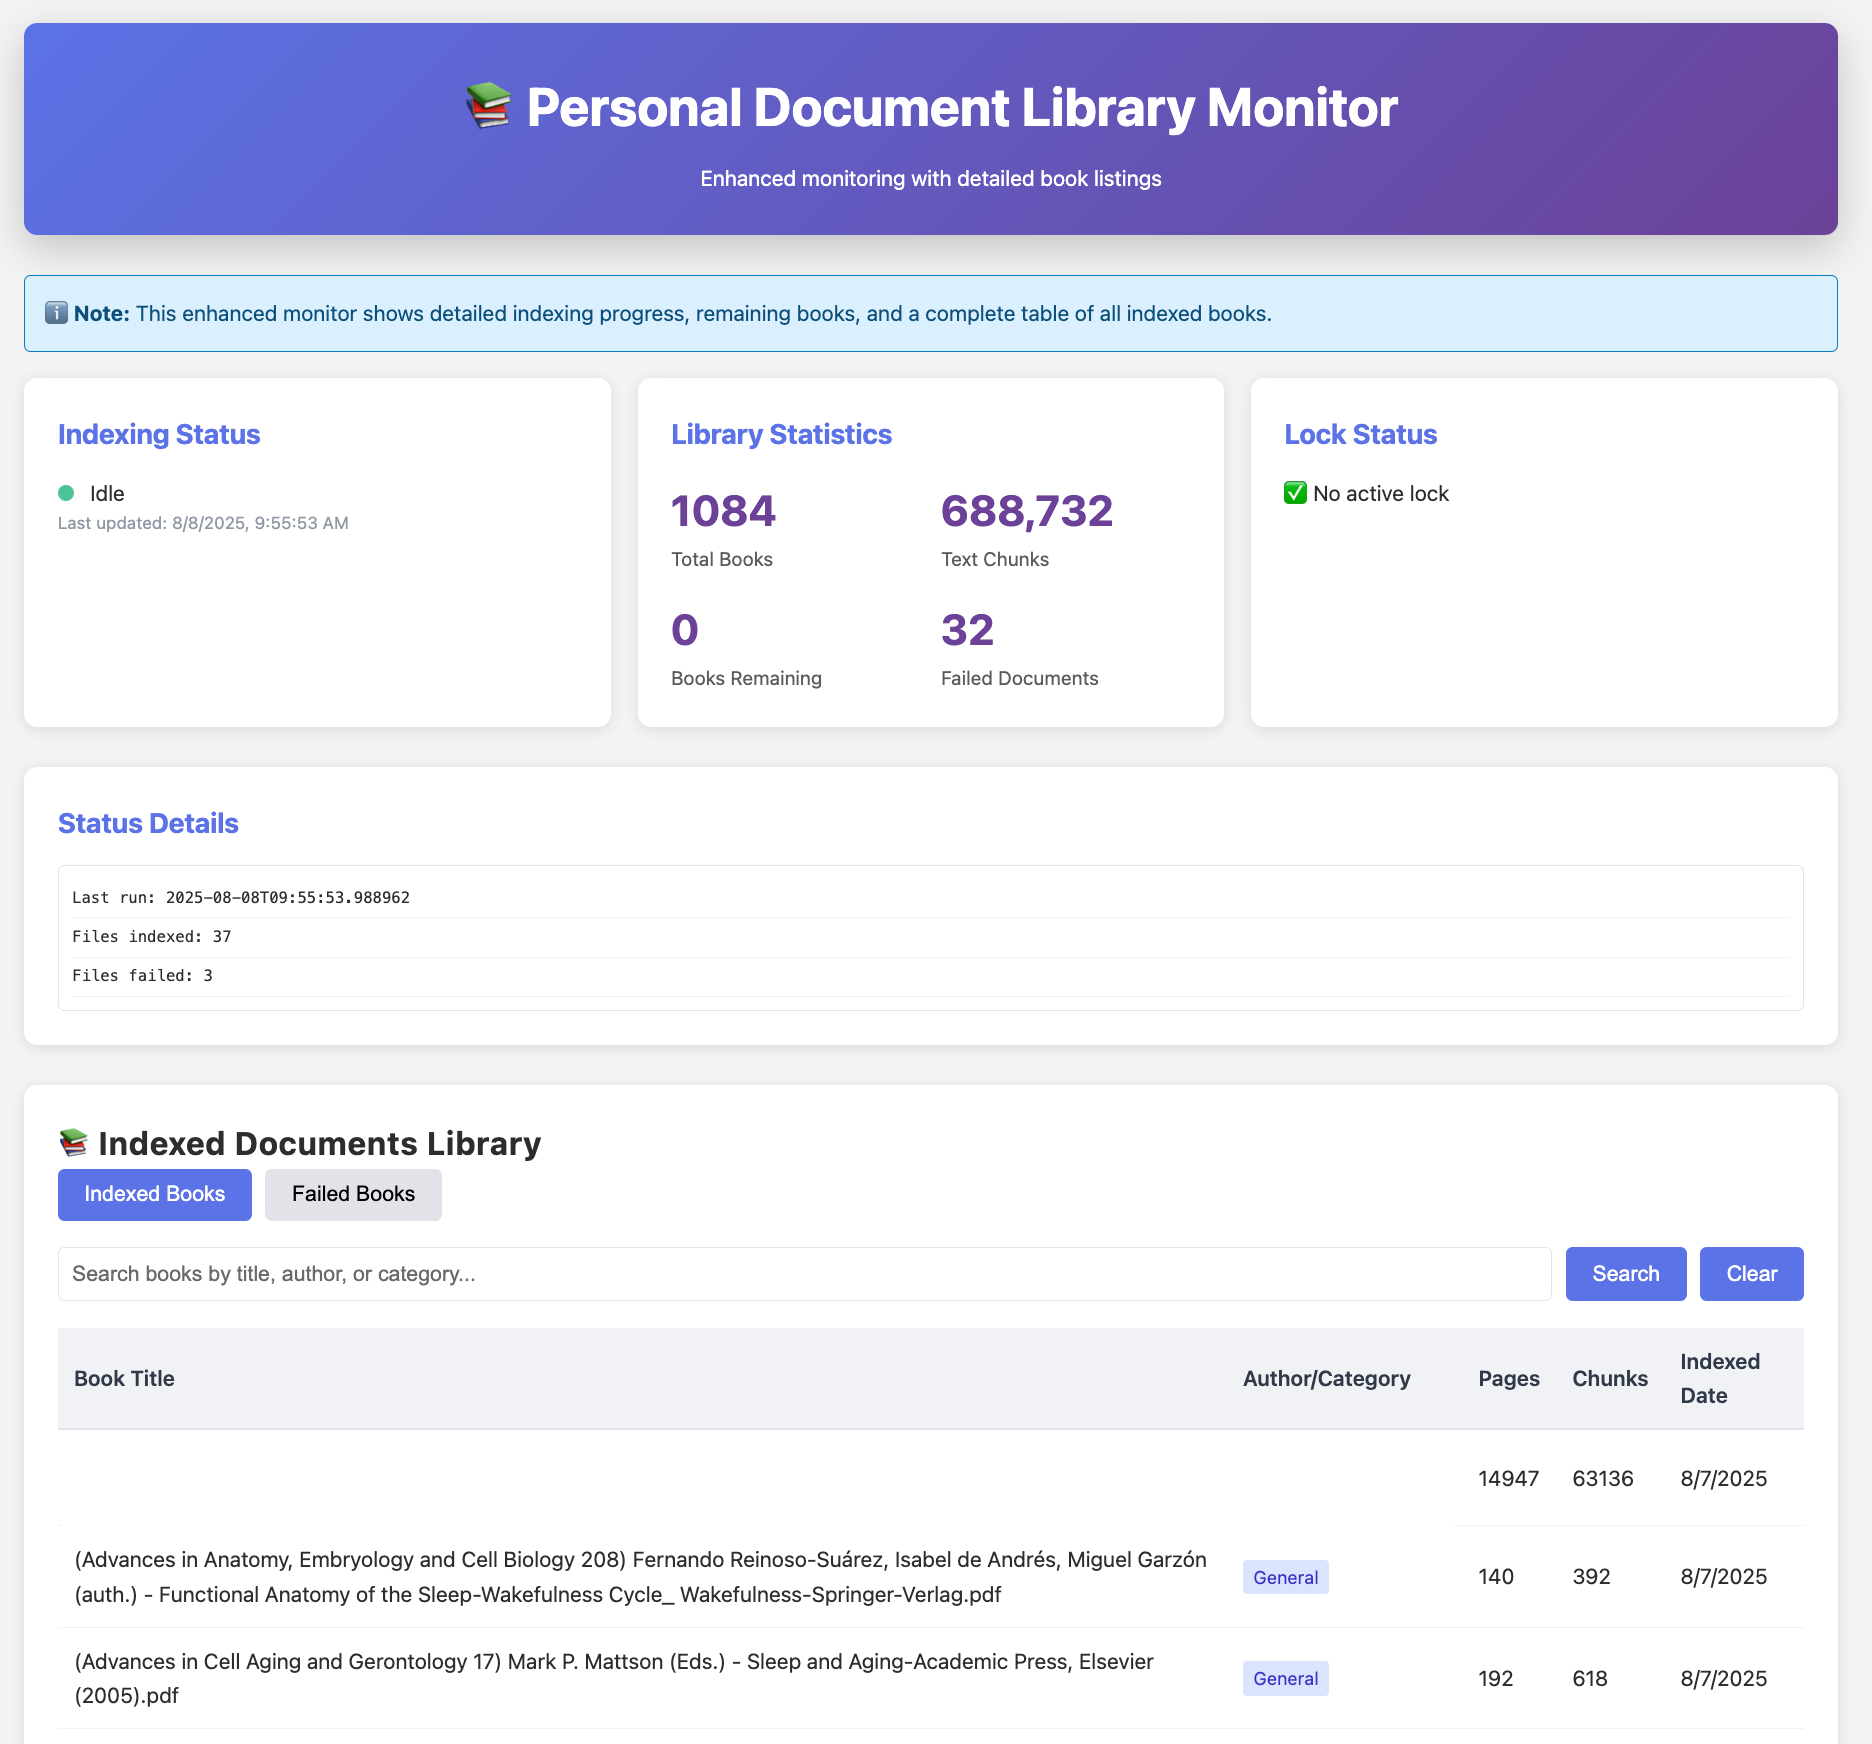 📚 Personal Document Library Monitor
Enhanced monitoring with detailed book listings
ℹ️ Note: This enhanced monitor shows detailed indexing progress, remaining books, and a complete table of all indexed books.
Indexing Status
Idle
Last updated: 8/8/2025, 9:55:53 AM
Library Statistics
1084
Total Books
688,732
Text Chunks
0
Books Remaining
32
Failed Documents
Lock Status
✅ No active lock
Status Details
Last run: 2025-08-08T09:55:53.988962
Files indexed: 37
Files failed: 3
📚 Indexed Documents Library
Indexed Books Failed Books
Search books by title, author, or category... Search Clear
Book Title Author/Category Pages Chunks Indexed Date
14947 63136 8/7/2025
(Advances in Anatomy, Embryology and Cell Biology 208) Fernando Reinoso-Suárez, Isabel de Andrés, Miguel Garzón
(auth.) - Functional Anatomy of the Sleep-Wakefulness Cycle_ Wakefulness-Springer-Verlag.pdf
General 140 392 8/7/2025
(Advances in Cell Aging and Gerontology 17) Mark P. Mattson (Eds.) - Sleep and Aging-Academic Press, Elsevier
(2005).pdf
General 192 618 8/7/2025